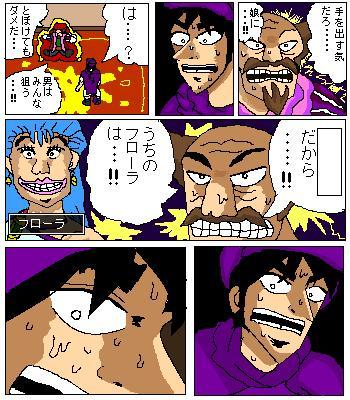 手を出す気
だろ・・・・
娘に
・・・・!!
は・・・・?
とぼけても
ダメだ・・・!!
男は
みんな
狙う
だから
・・・・!!
うちの
フローラ
は・・・・!!
フローラ